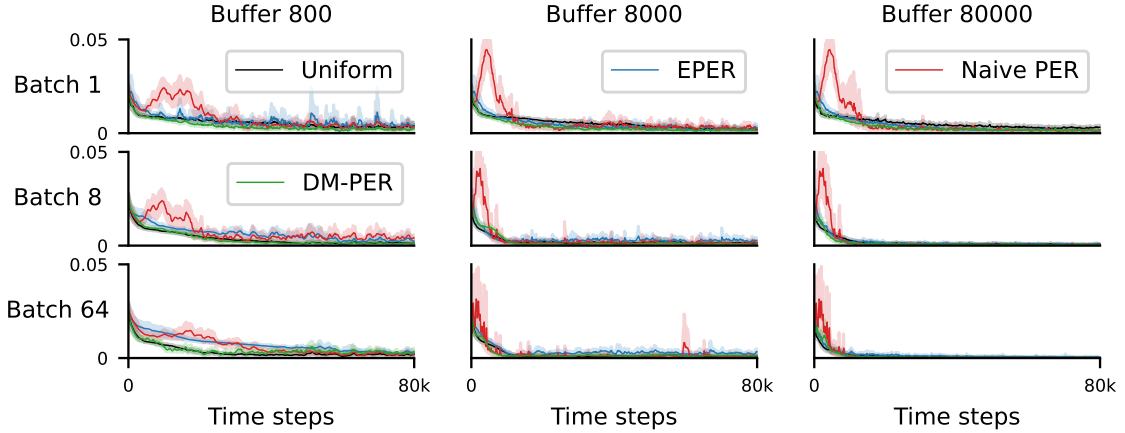 Buffer 800 Buffer 8000 Buffer 80000
0.05
Batch 1
Uniform EPER Naive PER
0
0.05
Batch 8
DM-PER
0
0.05
Batch 64
0
0 80k 0 80k 0 80k
Time steps Time steps Time steps